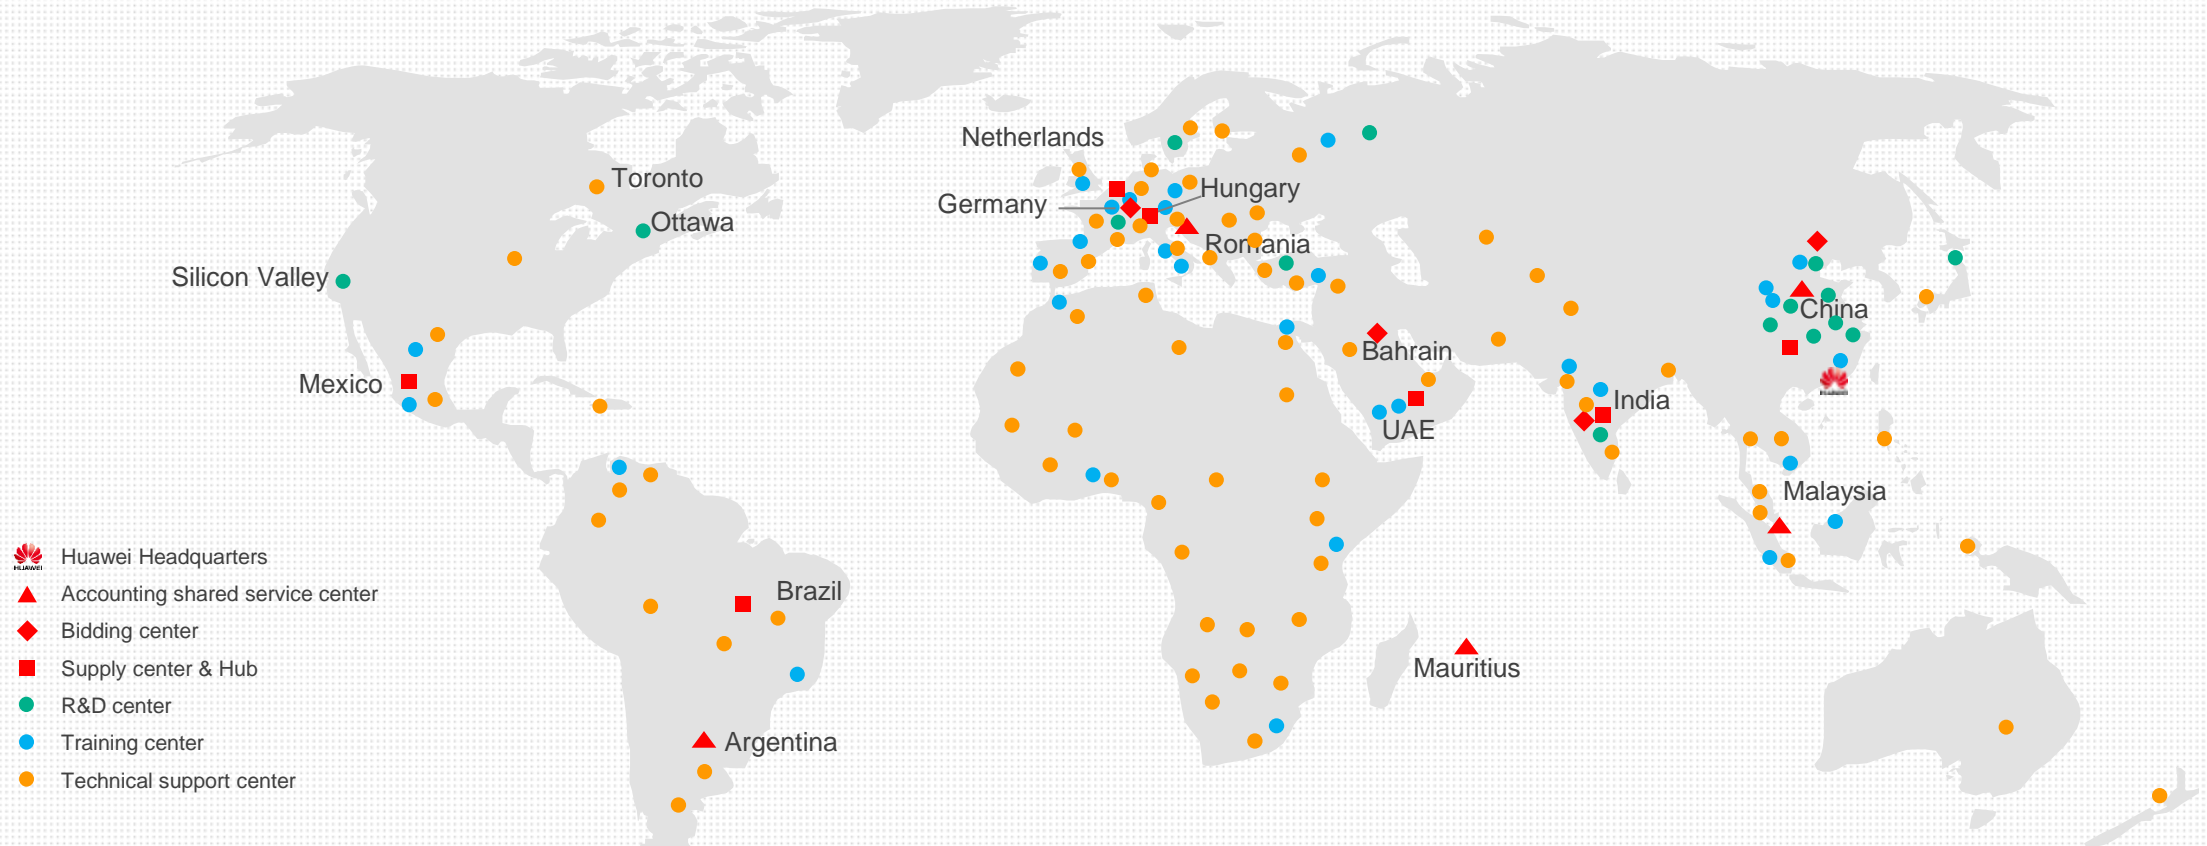 Netherlands
Toronto
Hungary
Germany
Ottawa
Romania
Silicon Valley
China
Bahrain
Mexico
India
UAE
Malaysia
HUAWEI
Huawei Headquarters
Accounting shared service center
Brazil
Bidding center
Supply center & Hub
Mauritius
R&D center
Training center
Argentina
Technical support center